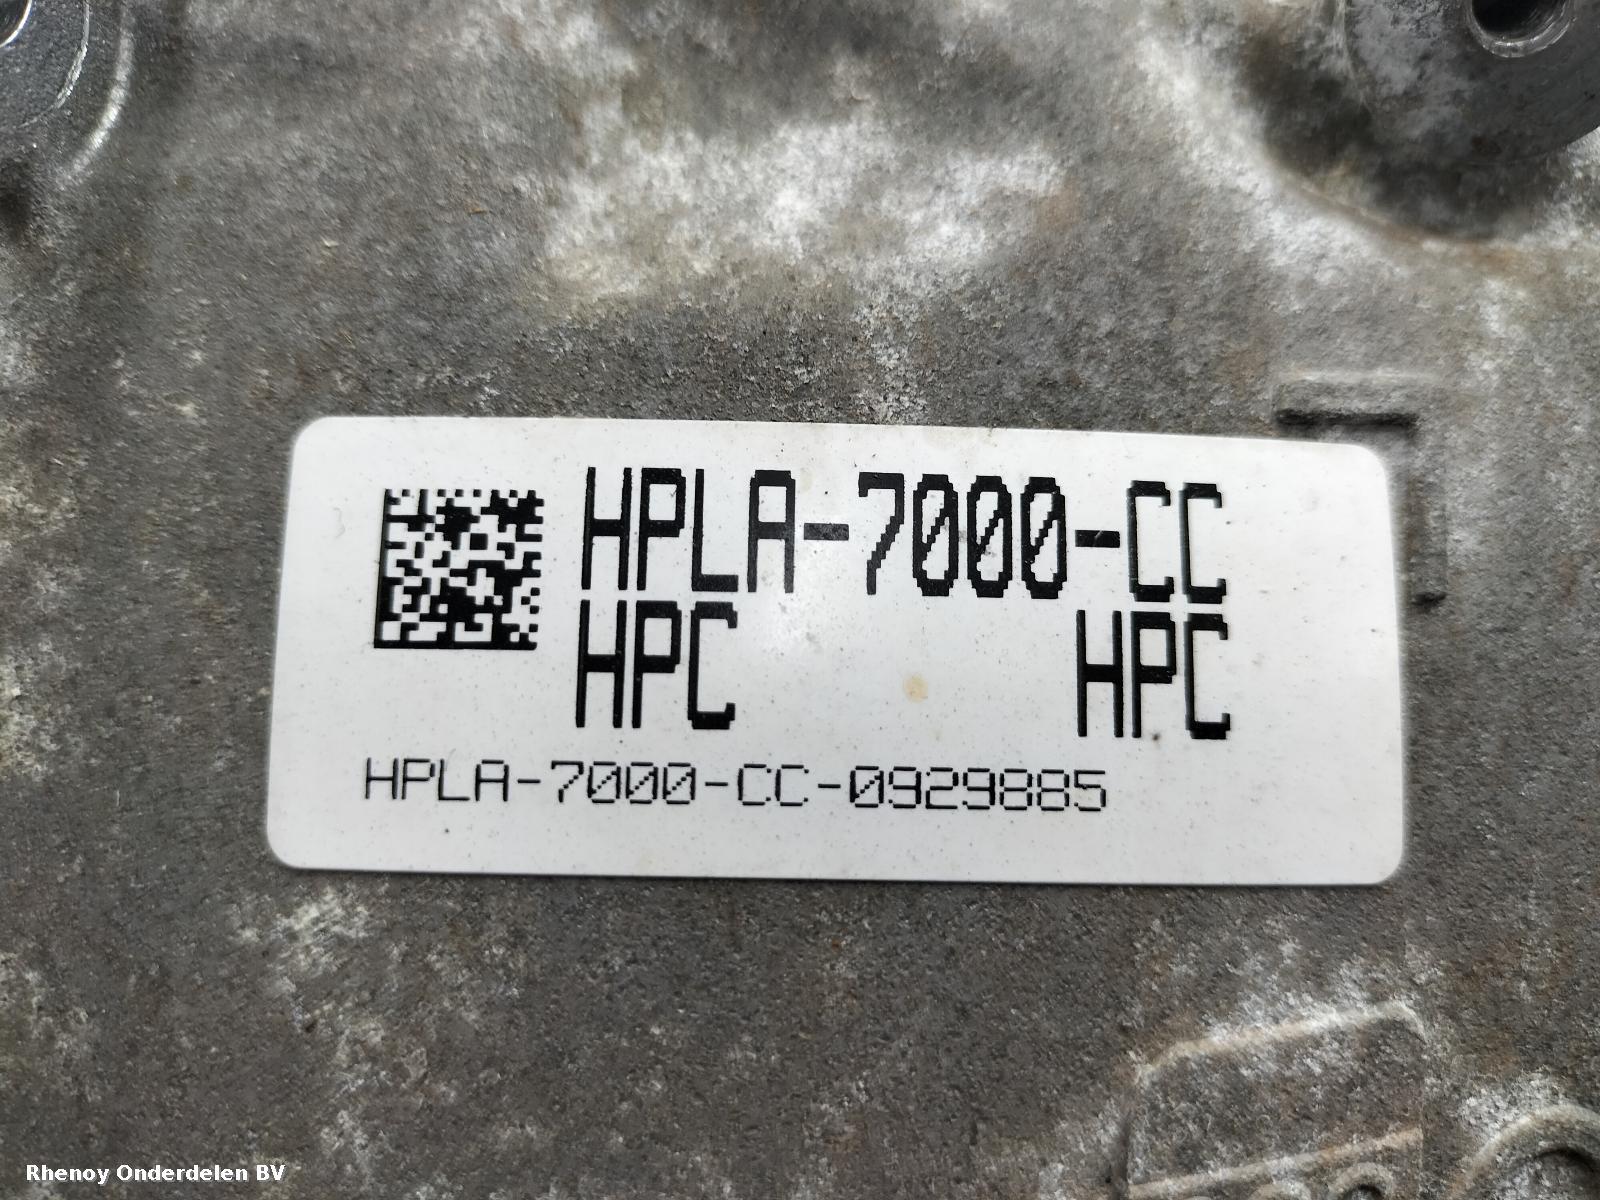 HPLA-7000-CC
HPC HPC
HPLA-7000-CC-0929885
Rhenoy Onderdelen BV